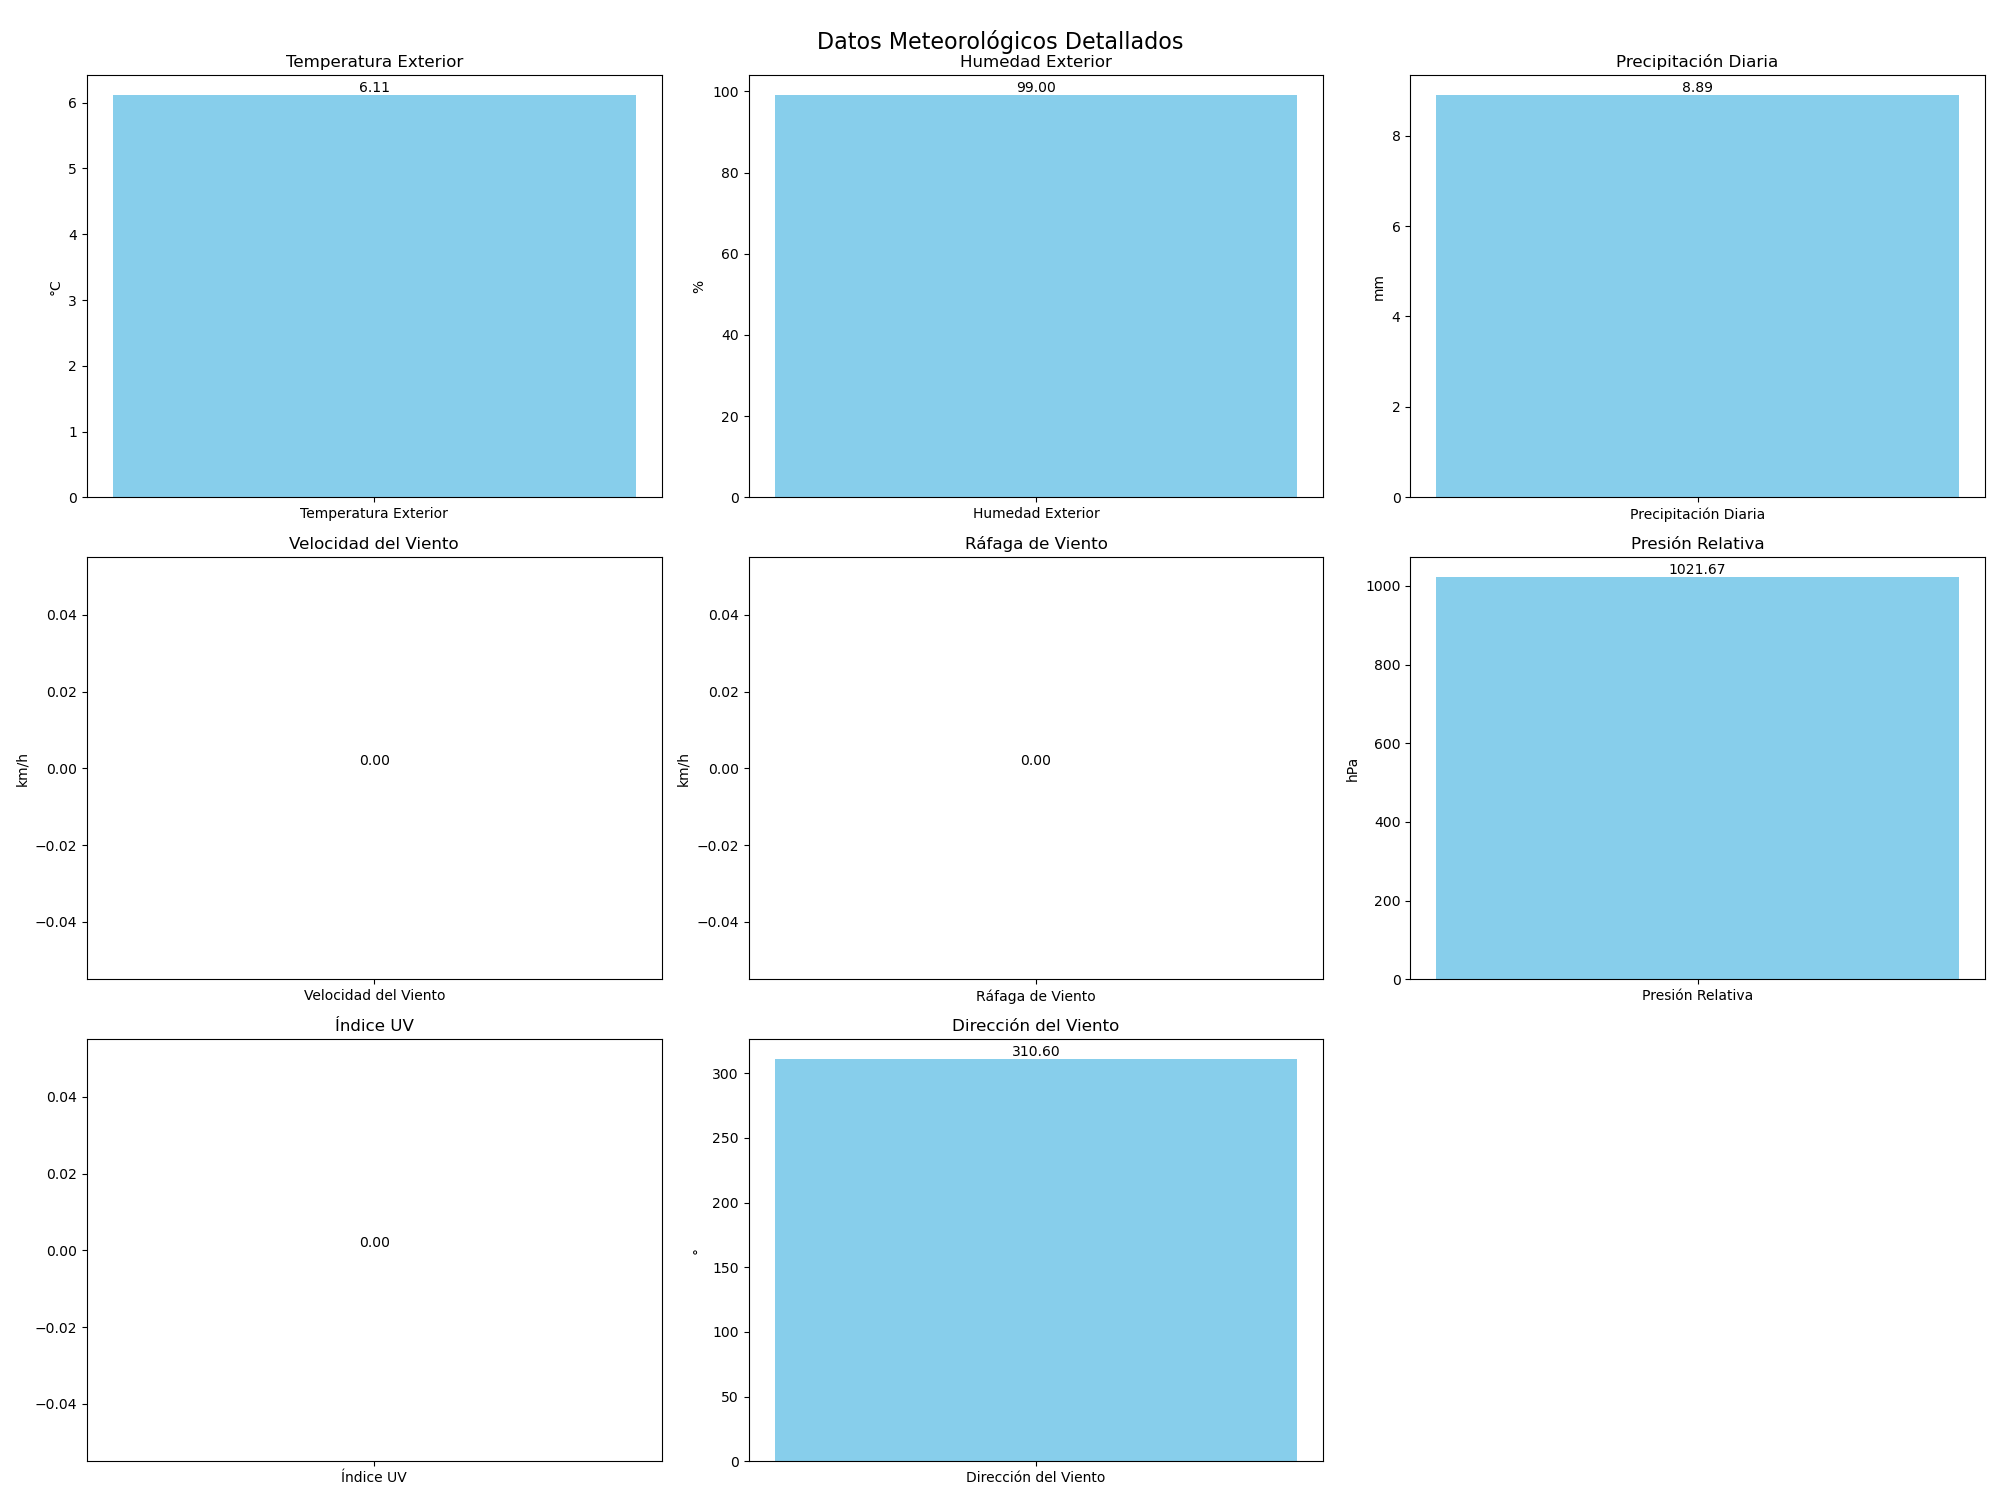 Datos Meteorológicos Detallados
Temperatura Exterior
6.11
6
5
4
3
2
1
0
°C
Temperatura Exterior
Humedad Exterior
99.00
100
80
60
40
20
0
%
Humedad Exterior
Precipitación Diaria
8.89
8
6
4
2
0
mm
Precipitación Diaria
Velocidad del Viento
0.04
0.02
0.00
−0.02
−0.04
0.00
km/h
Velocidad del Viento
Ráfaga de Viento
0.04
0.02
0.00
−0.02
−0.04
0.00
km/h
Ráfaga de Viento
Presión Relativa
1021.67
1000
800
600
400
200
0
hPa
Presión Relativa
Índice UV
0.04
0.02
0.00
−0.02
−0.04
0.00
Índice UV
Dirección del Viento
310.60
300
250
200
150
100
50
0
°
Dirección del Viento